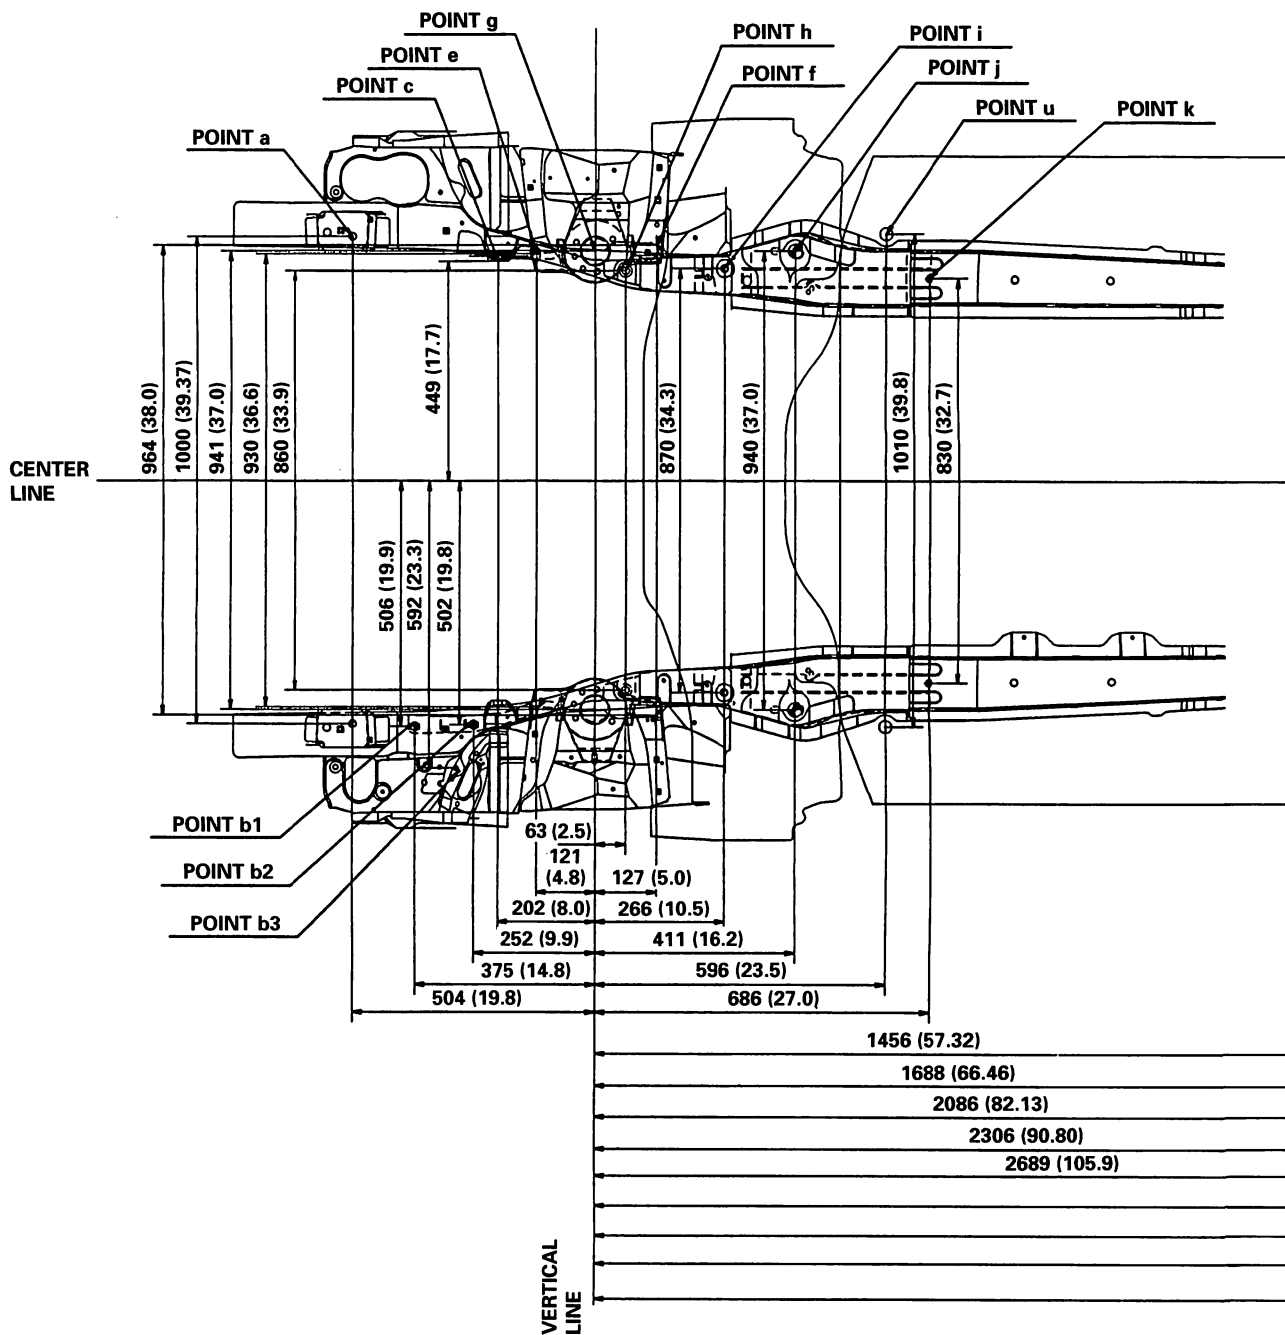 POINT g
POINT e
POINT c
POINT a
POINT h
POINT f
POINT i
POINT j
POINT u
POINT k
964 (38.0)
1000 (39.37)
941 (37.0)
930 (36.6)
860 (33.9)
449 (17.7)
870 (34.3)
940 (37.0)
1010 (39.8)
830 (32.7)
CENTER
LINE
506 (19.9)
592 (23.3)
502 (19.8)
POINT b1
POINT b2
POINT b3
63 (2.5)
121
(4.8)
127 (5.0)
202 (8.0)
266 (10.5)
252 (9.9)
411 (16.2)
375 (14.8)
596 (23.5)
504 (19.8)
686 (27.0)
1456 (57.32)
1688 (66.46)
2086 (82.13)
2306 (90.80)
2689 (105.9)
VERTICAL
LINE